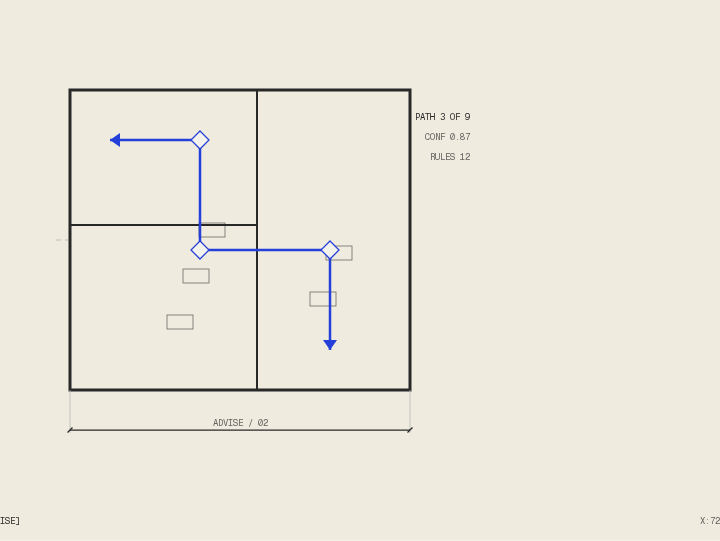 PATH 3 OF 9
CONF 0.87
RULES 12
ADVISE / 02
ISE]
X:72